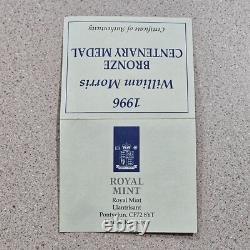 1996
William Morris
BRONZE
CENTENARY MEDAL
Certificate of Authenticity
ROYAL
MINT
Royal Mint
Llantrisant
Pontyclun, CF72 8YT